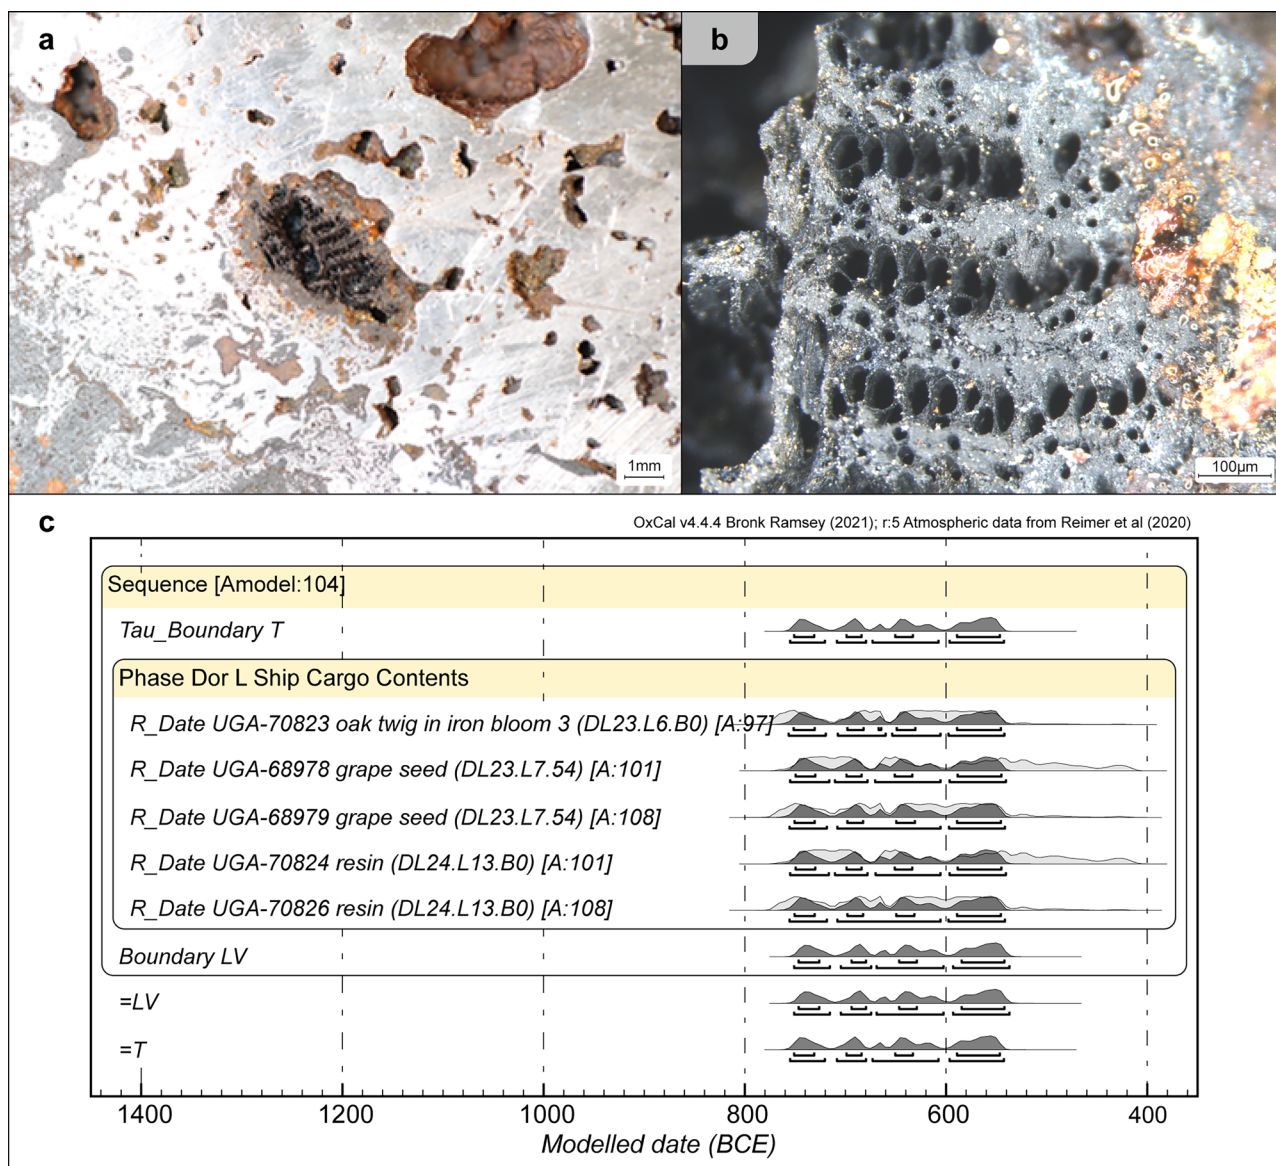 a
b
1mm
100µm
c
OxCal v4.4.4 Bronk Ramsey (2021); r:5 Atmospheric data from Reimer et al (2020)
Sequence [Amodel:104]
Tau_Boundary T
Phase Dor L Ship Cargo Contents
R_Date UGA-70823 oak twig in iron bloom 3 (DL23.L6.B0) [A:97]
R_Date UGA-68978 grape seed (DL23.L7.54) [A:101]
R_Date UGA-68979 grape seed (DL23.L7.54) [A:108]
R_Date UGA-70824 resin (DL24.L13.B0) [A:101]
R_Date UGA-70826 resin (DL24.L13.B0) [A:108]
Boundary LV
=LV
=T
1400 1200 1000 800 600 400
Modelled date (BCE)